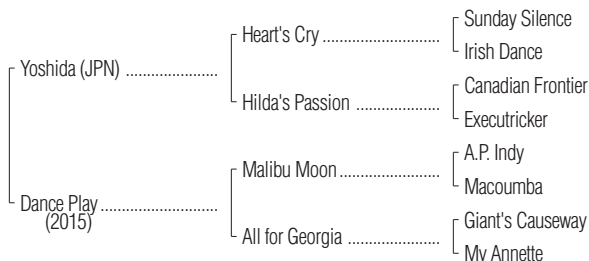 Sunday Silence
Heart's Cry
Irish Dance
Yoshida (JPN)
Canadian Frontier
Hilda's Passion
Executricker
A.P. Indy
Malibu Moon
Macoumba
Dance Play
(2015)
Giant's Causeway
All for Georgia
My Annette